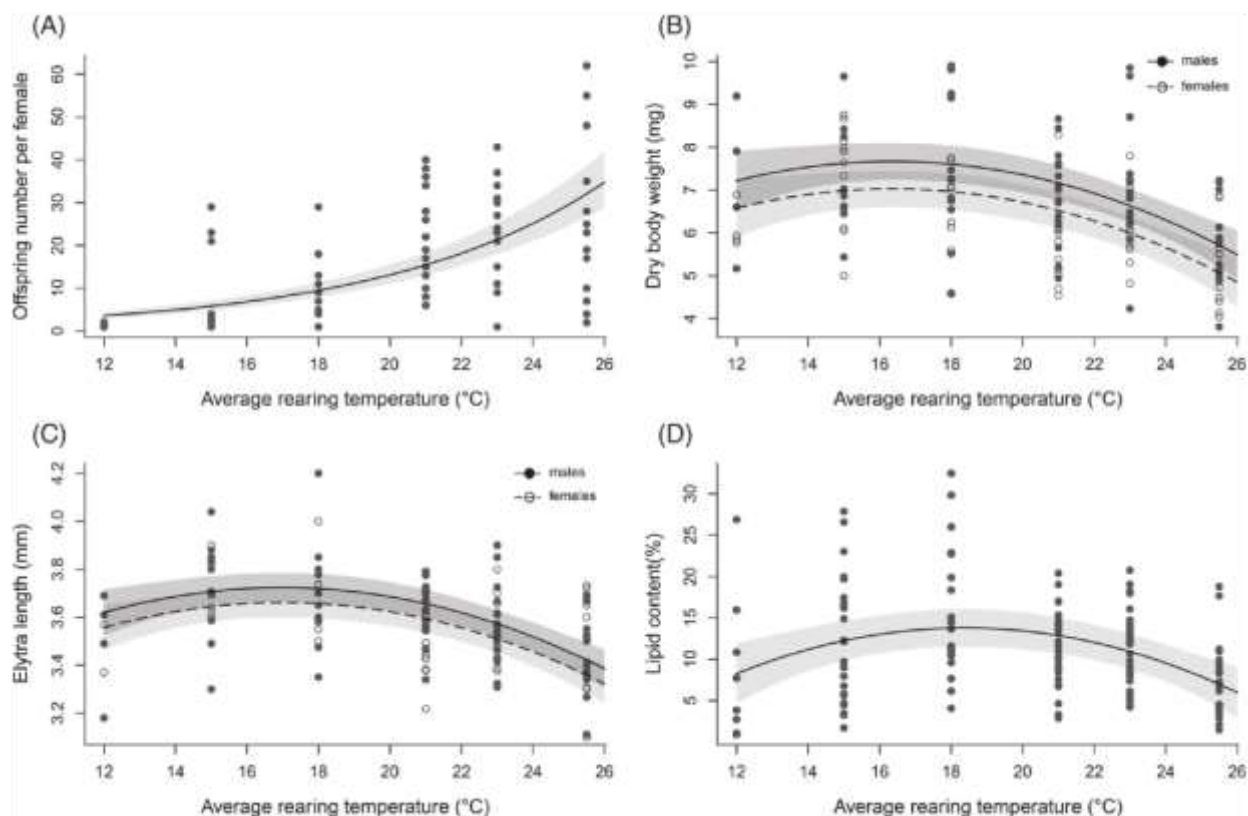 (A)
Offspring number per female
60
50
40
30
20
10
0
12 14 16 18 20 22 24 26
Average rearing temperature (°C)
(B)
Dry body weight (mg)
10
9
8
7
6
5
4
males
females
12 14 16 18 20 22 24 26
Average rearing temperature (°C)
(C)
Elytra length (mm)
4.2
4.0
3.8
3.6
3.4
3.2
males
females
12 14 16 18 20 22 24 26
Average rearing temperature (°C)
(D)
Lipid content(%)
30
25
20
15
10
5
12 14 16 18 20 22 24 26
Average rearing temperature (°C)